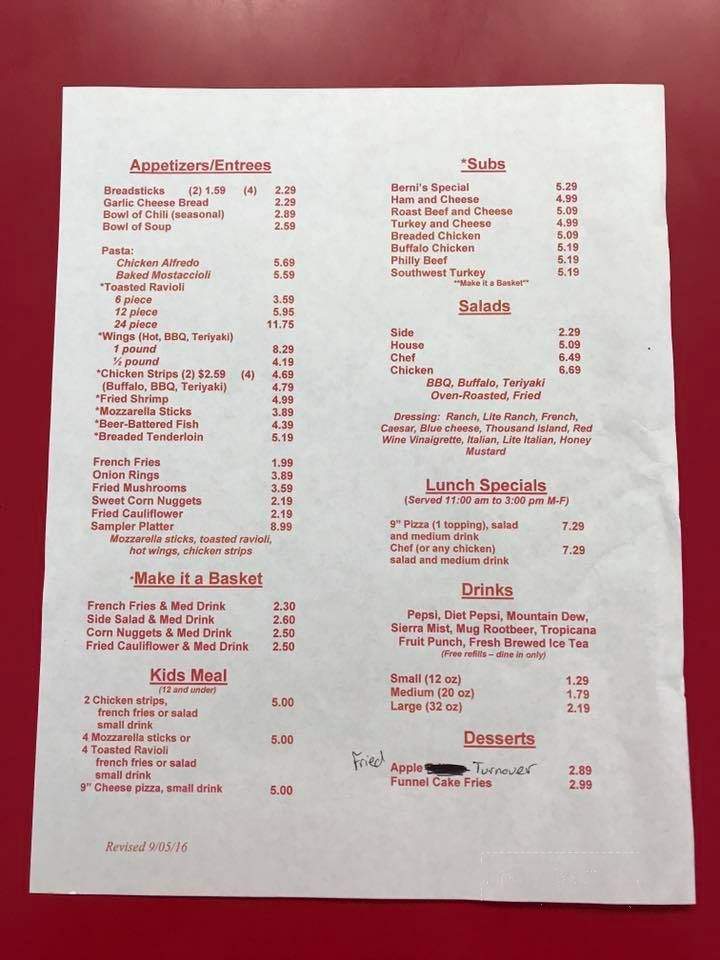 Appetizers/Entrees
Breadsticks (2) 1.59 (4) 2.29
Garlic Cheese Bread 2.29
Bowl of Chili (seasonal) 2.89
Bowl of Soup 2.59
Pasta:
Chicken Alfredo 5.69
Baked Mostaccioli 5.59
*Toasted Ravioli
6 piece 3.59
12 piece 5.95
24 piece 11.75
*Wings (Hot, BBQ, Teriyaki)
1 pound 8.29
½ pound 4.19
*Chicken Strips (2) $2.59 (4) 4.69
(Buffalo, BBQ, Teriyaki) 4.79
*Fried Shrimp 4.99
*Mozzarella Sticks 3.89
*Beer-Battered Fish 4.39
*Breaded Tenderloin 5.19
French Fries 1.99
Onion Rings 3.89
Fried Mushrooms 3.59
Sweet Corn Nuggets 2.19
Fried Cauliflower 2.19
Sampler Platter 8.99
Mozzarella sticks, toasted ravioli,
hot wings, chicken strips
*Make it a Basket
French Fries & Med Drink 2.30
Side Salad & Med Drink 2.60
Corn Nuggets & Med Drink 2.50
Fried Cauliflower & Med Drink 2.50
Kids Meal
(12 and under)
2 Chicken strips, 5.00
french fries or salad
small drink
4 Mozzarella sticks or 5.00
4 Toasted Ravioli
french fries or salad
small drink
9" Cheese pizza, small drink 5.00
Revised 9/05/16
*Subs
Berni's Special 5.29
Ham and Cheese 4.99
Roast Beef and Cheese 5.09
Turkey and Cheese 4.99
Breaded Chicken 5.09
Buffalo Chicken 5.19
Philly Beef 5.19
Southwest Turkey 5.19
**Make it a Basket**
Salads
Side 2.29
House 5.09
Chef 6.49
Chicken 6.69
BBQ, Buffalo, Teriyaki
Oven-Roasted, Fried
Dressing: Ranch, Lite Ranch, French,
Caesar, Blue cheese, Thousand Island, Red
Wine Vinaigrette, Italian, Lite Italian, Honey
Mustard
Lunch Specials
(Served 11:00 am to 3:00 pm M-F)
9" Pizza (1 topping), salad 7.29
and medium drink
Chef (or any chicken) 7.29
salad and medium drink
Drinks
Pepsi, Diet Pepsi, Mountain Dew,
Sierra Mist, Mug Rootbeer, Tropicana
Fruit Punch, Fresh Brewed Ice Tea
(Free refills – dine in only)
Small (12 oz) 1.29
Medium (20 oz) 1.79
Large (32 oz) 2.19
Desserts
Fried Apple Turnover 2.89
Funnel Cake Fries 2.99